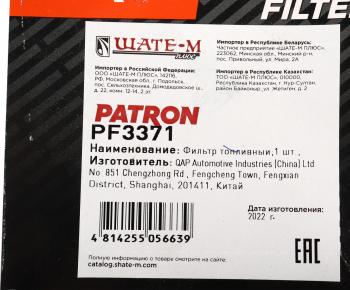 FILTE
ШАТЕ-М
плюс
Импортер в Российской Федерации:
ООО «ШАТЕ-М ПЛЮС», 142116,
РФ, Московская обл., г. Подольск,
пос. Сельхозтехника, Домодедовское ш.,
д. 22, комн. 12-14, 2 эт.
Импортер в Республике Беларусь:
Частное предприятие «ШАТЕ-М ПЛЮС»,
223062, Минская обл., Минский р-н,
пос. Привольный, ул. Мира, 2А
Импортер в Республике Казахстан:
ТОО «ШАТЕ-М ПЛЮС», 010000,
Республика Казахстан, г. Нур-Султан,
район Байконыр, ул. Жетиген, д. 2
PATRON
PF3371
Наименование: Фильтр топливный,1 шт.,
Изготовитель: QAP Automotive Industries (China) Ltd
No 851 Chengzhong Rd., Fengcheng Town, Fengxian
District, Shanghai, 201411, Китай
Дата изготовления:
2022 г.
4 814255 056639
EAC
Подробную информацию о товаре смотрите на сайте:
catalog.shate-m.com